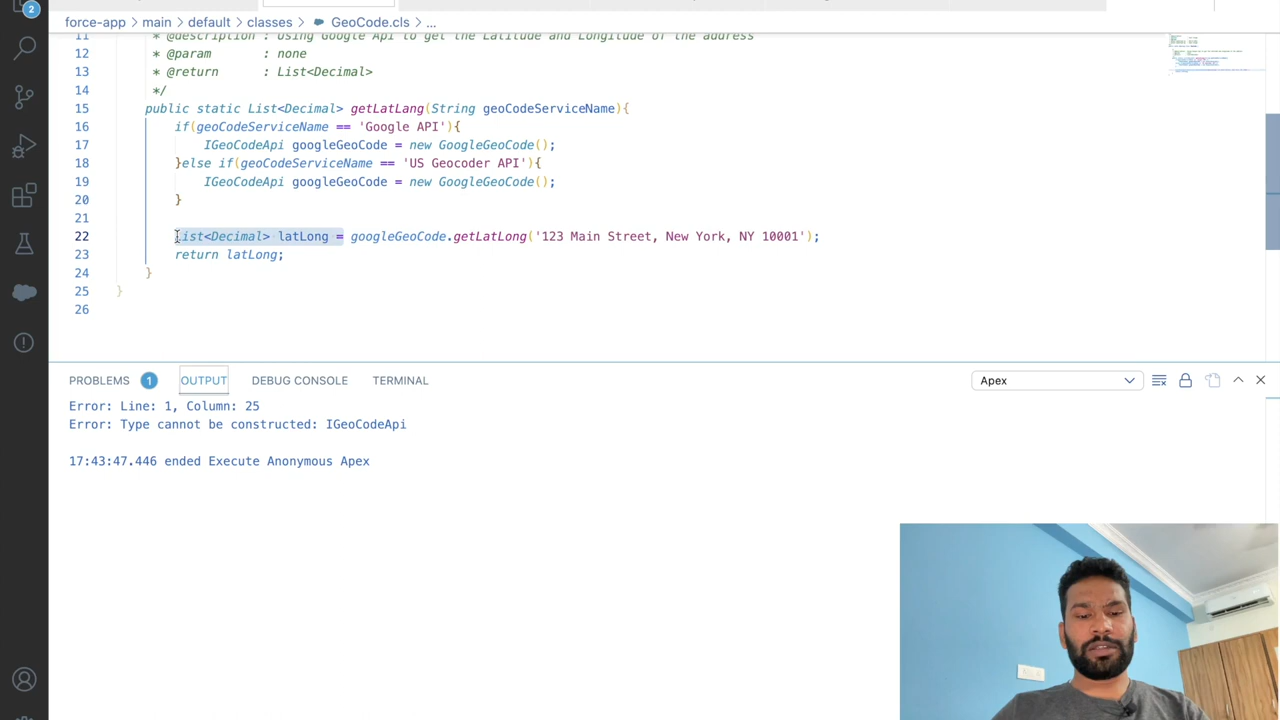 2
force-app > main > default > classes > GeoCode.cls > ...
11 * @description : Using Google Api to get the Latitude and Longitude of the address
12 * @param : none
13 * @return : List<Decimal>
14 */
15 public static List<Decimal> getLatLang(String geoCodeServiceName){
16 if(geoCodeServiceName == 'Google API'){
17 IGeoCodeApi googleGeoCode = new GoogleGeoCode();
18 }else if(geoCodeServiceName == 'US Geocoder API'){
19 IGeoCodeApi googleGeoCode = new GoogleGeoCode();
20 }
21
22 List<Decimal> latLong = googleGeoCode.getLatLong('123 Main Street, New York, NY 10001');
23 return latLong;
24 }
25 }
26
PROBLEMS 1 OUTPUT DEBUG CONSOLE TERMINAL Apex
Error: Line: 1, Column: 25
Error: Type cannot be constructed: IGeoCodeApi
17:43:47.446 ended Execute Anonymous Apex